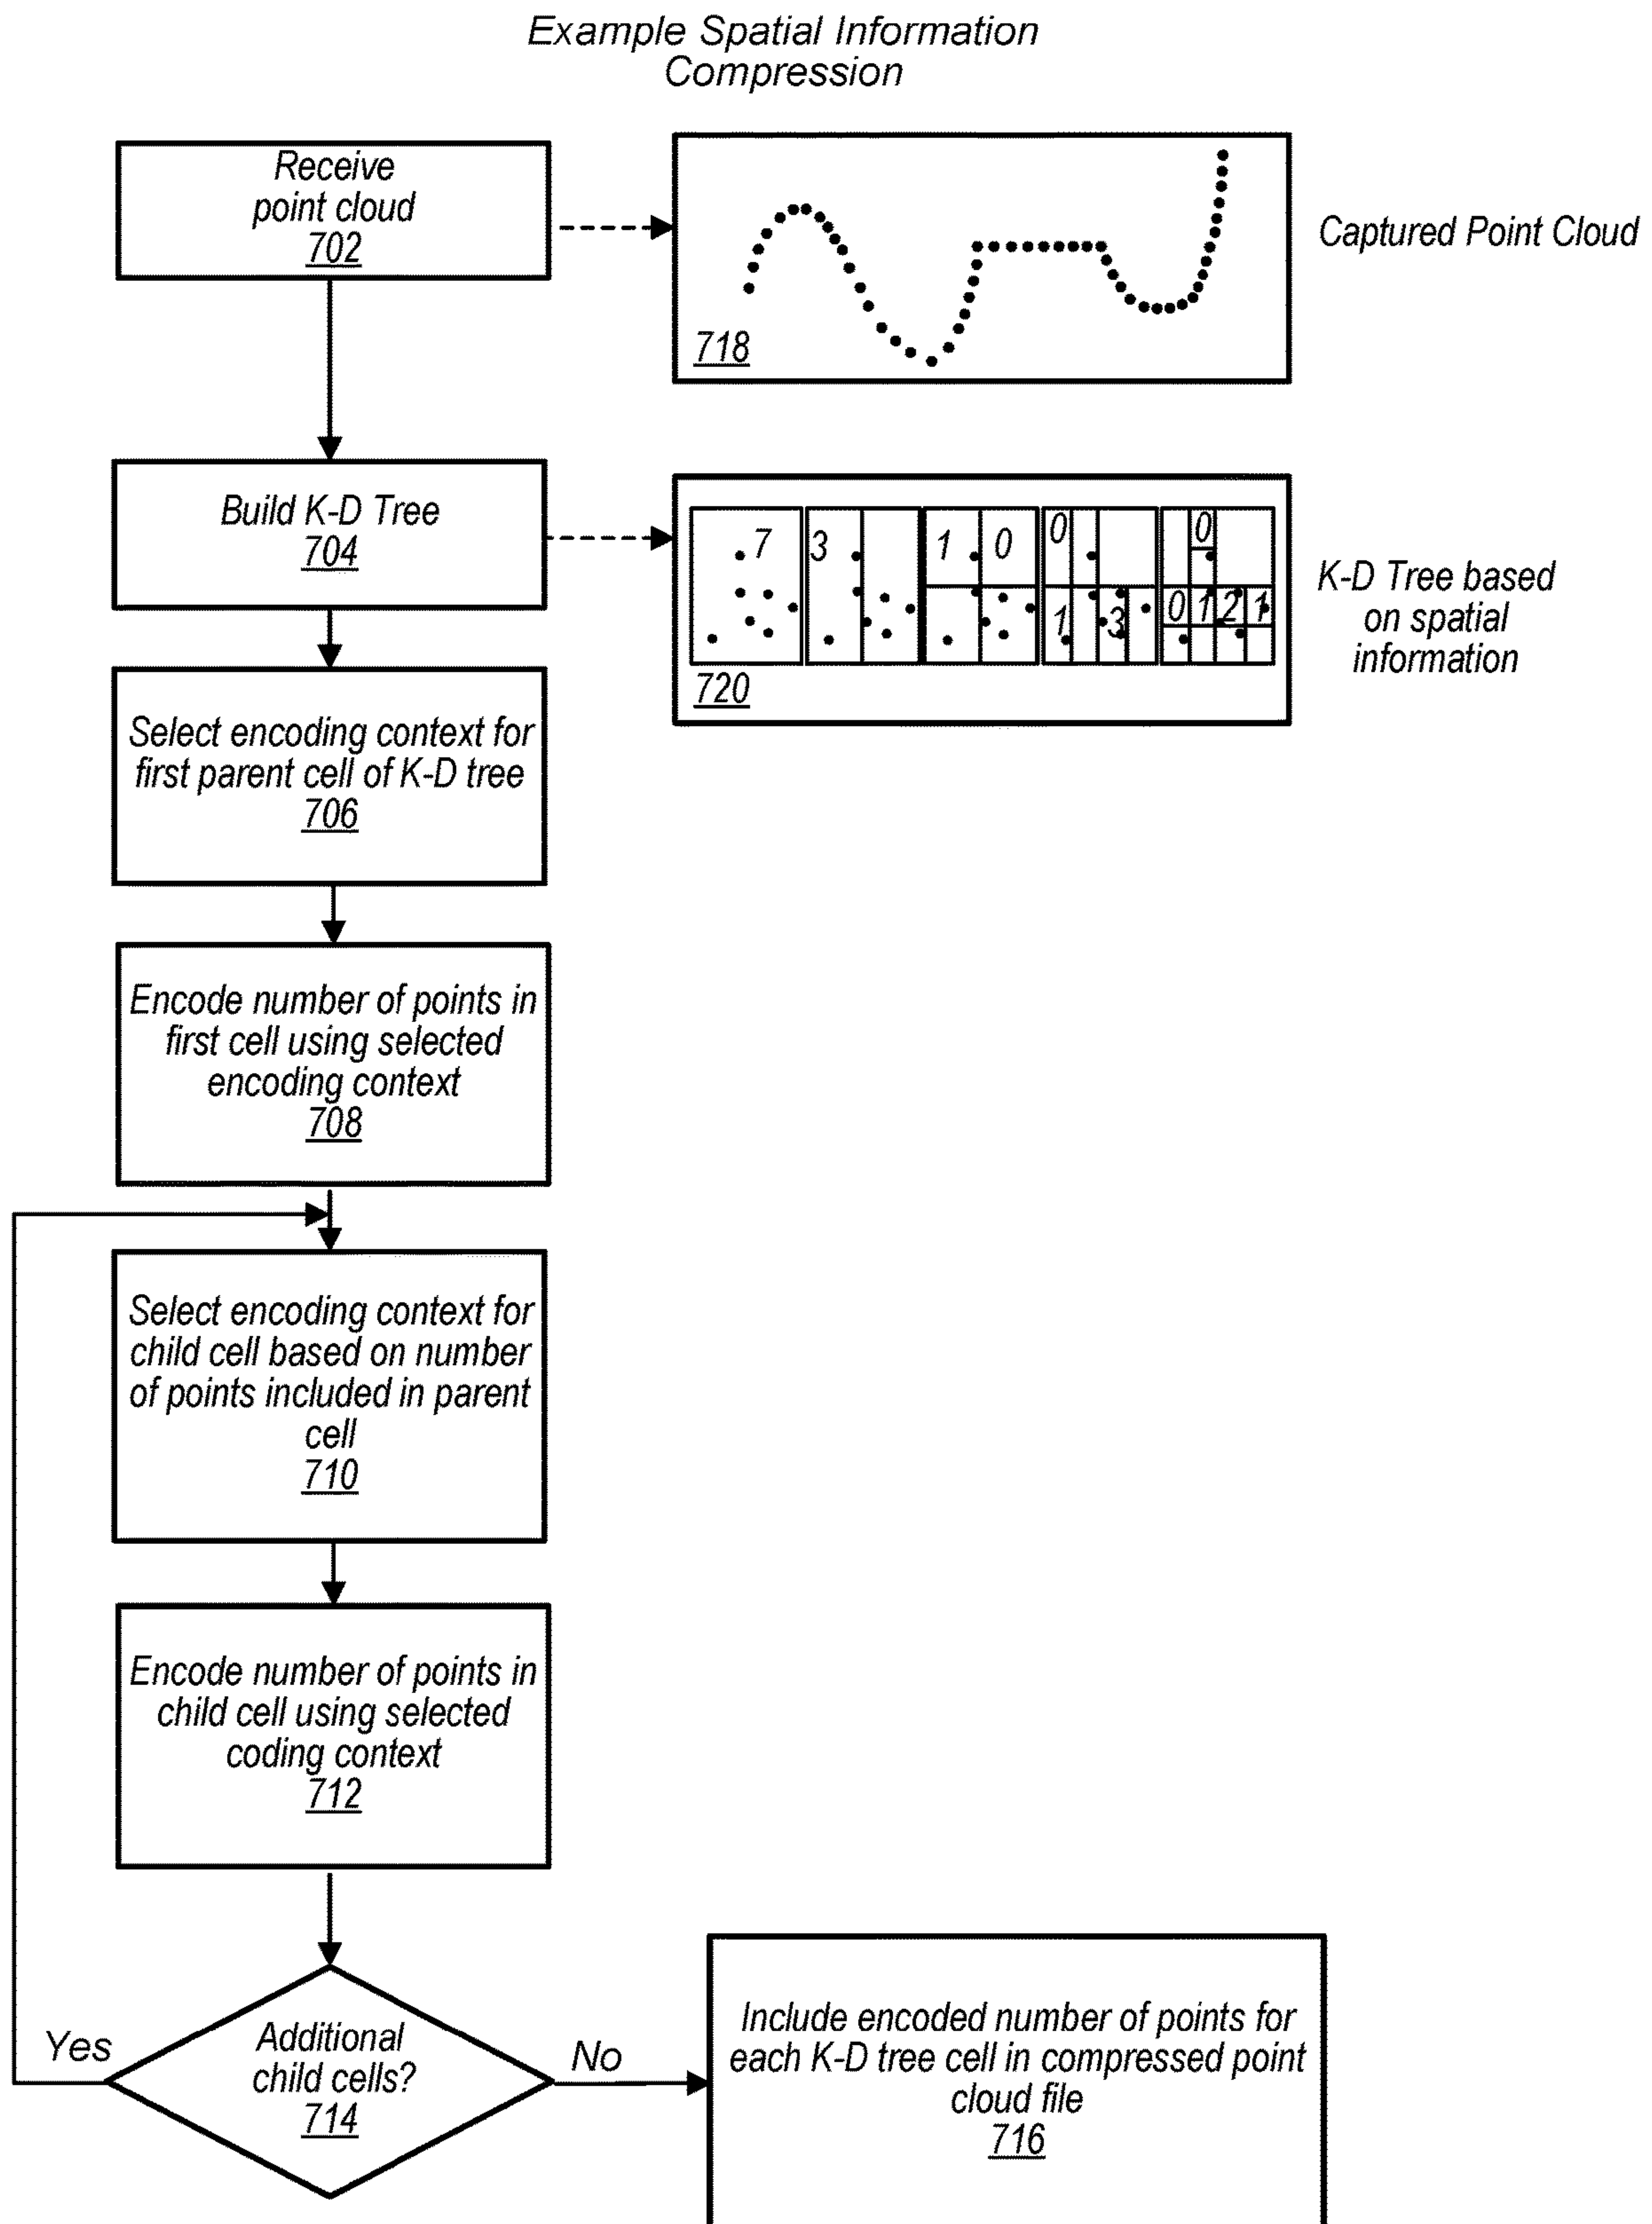 Example Spatial Information
Compression
Receive
point cloud
702
718
Captured Point Cloud
Build K-D Tree
704
7
3
1 0
0
1 3
0
0 1 2 1
720
K-D Tree based
on spatial
information
Select encoding context for
first parent cell of K-D tree
706
Encode number of points in
first cell using selected
encoding context
708
Select encoding context for
child cell based on number
of points included in parent
cell
710
Encode number of points in
child cell using selected
coding context
712
Yes
Additional
child cells?
714
No
Include encoded number of points for
each K-D tree cell in compressed point
cloud file
716